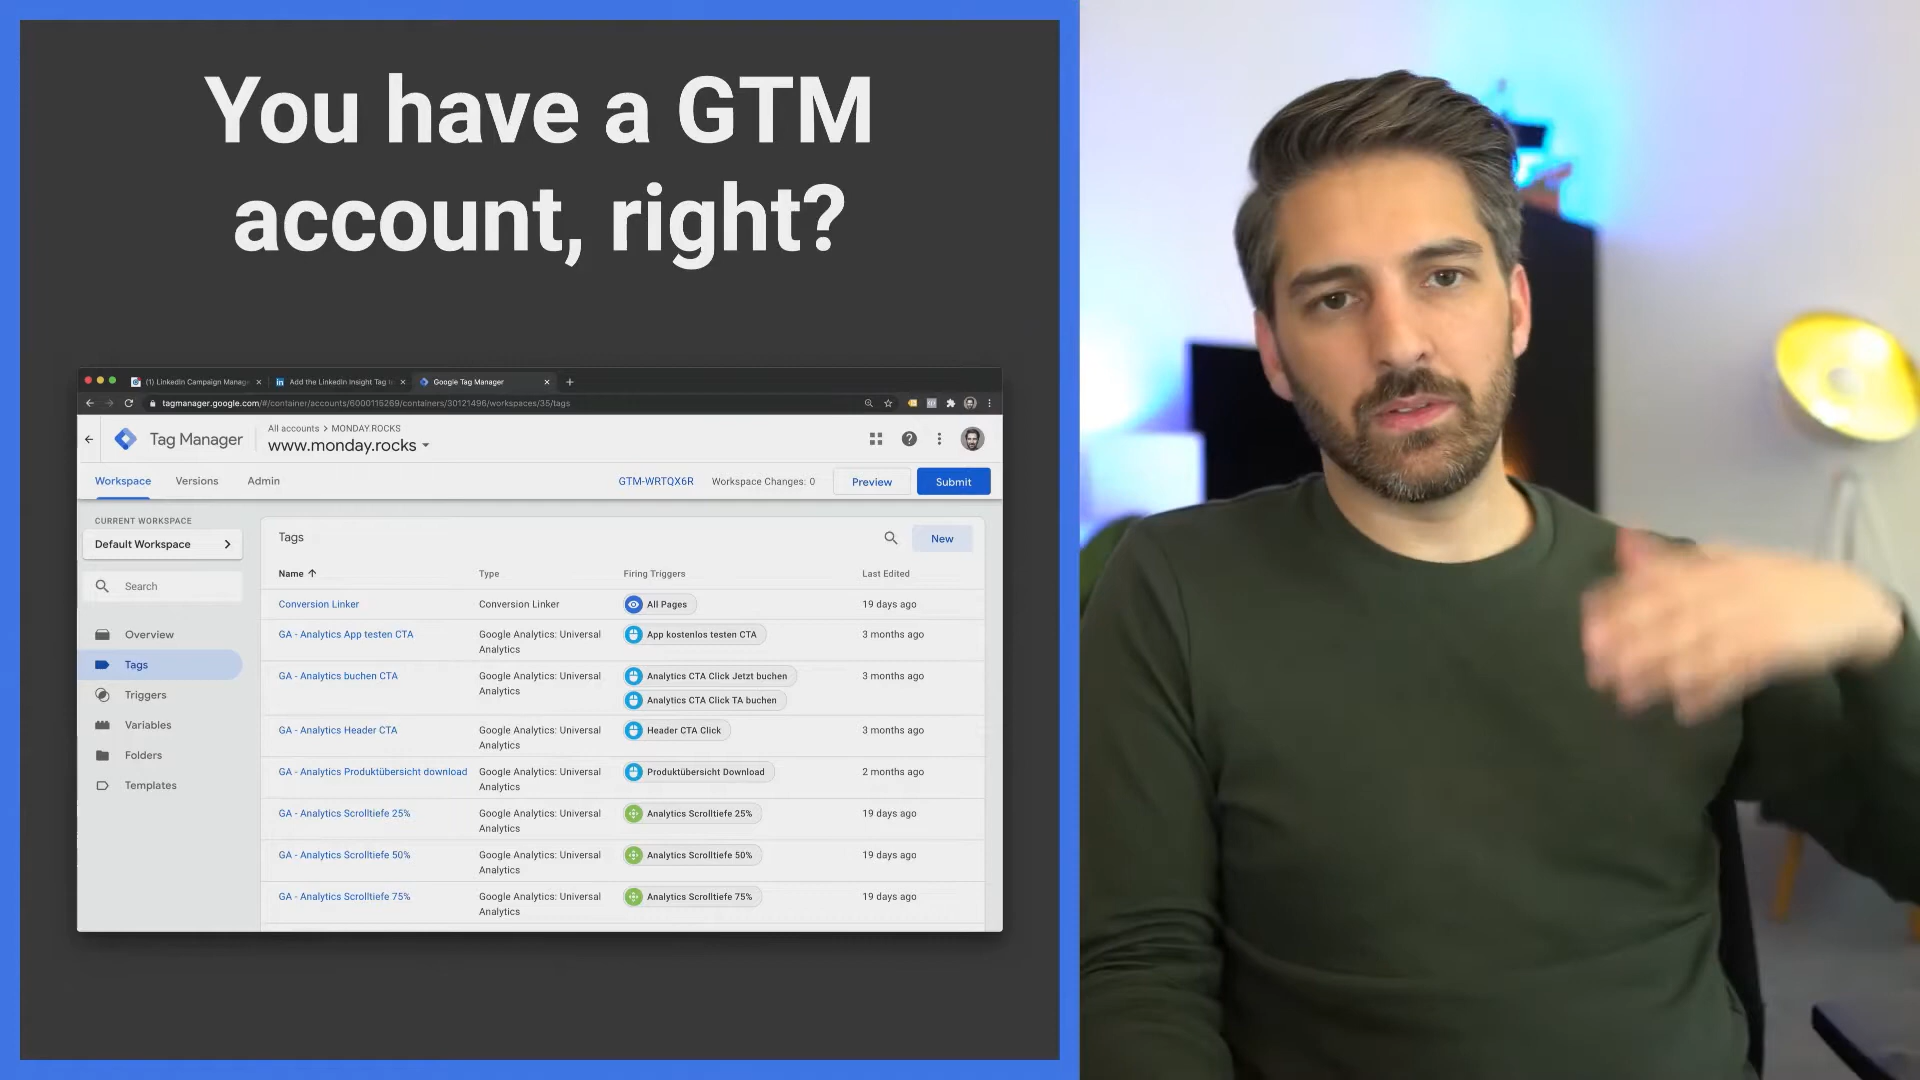 You have a GTM
account, right?
(1) LinkedIn Campaign Manag
Add the LinkedIn Insight Tag t
Google Tag Manager
tagmanager.google.com/#/container/accounts/6000115269/containers/30121496/workspaces/35/tags
Tag Manager
All accounts > MONDAY.ROCKS
www.monday.rocks
Workspace Versions Admin
GTM-WRTQX6R Workspace Changes: 0 Preview Submit
CURRENT WORKSPACE
Default Workspace
Search
Overview
Tags
Triggers
Variables
Folders
Templates
Tags
New
Name Type Firing Triggers Last Edited
Conversion Linker Conversion Linker All Pages 19 days ago
GA - Analytics App testen CTA Google Analytics: Universal App kostenlos testen CTA 3 months ago
Analytics
GA - Analytics buchen CTA Google Analytics: Universal Analytics CTA Click Jetzt buchen 3 months ago
Analytics Analytics CTA Click TA buchen
GA - Analytics Header CTA Google Analytics: Universal Header CTA Click 3 months ago
Analytics
GA - Analytics Produktübersicht download Google Analytics: Universal Produktübersicht Download 2 months ago
Analytics
GA - Analytics Scrolltiefe 25% Google Analytics: Universal Analytics Scrolltiefe 25% 19 days ago
Analytics
GA - Analytics Scrolltiefe 50% Google Analytics: Universal Analytics Scrolltiefe 50% 19 days ago
Analytics
GA - Analytics Scrolltiefe 75% Google Analytics: Universal Analytics Scrolltiefe 75% 19 days ago
Analytics